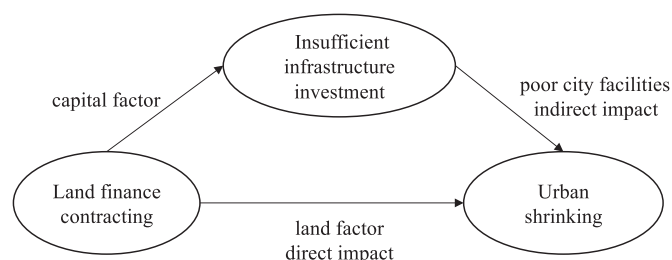 Insufficient
infrastructure
investment
capital factor
poor city facilities
indirect impact
Land finance
contracting
Urban
shrinking
land factor
direct impact